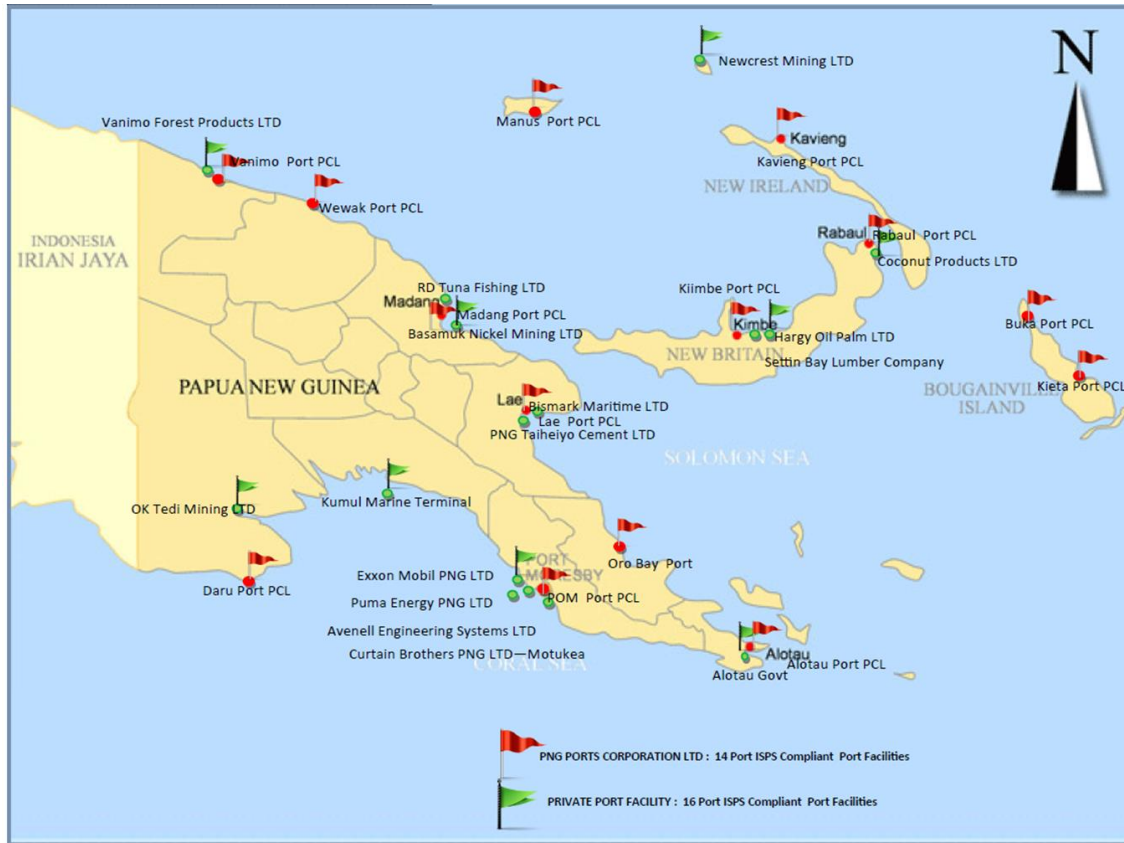 N
Newcrest Mining LTD
Manus Port PCL
Vanimo Forest Products LTD
Kavieng
Vanimo Port PCL
Kavieng Port PCL
NEW IRELAND
Wewak Port PCL
Rabaul
Rabaul Port PCL
INDONESIA
IRIAN JAYA
Coconut Products LTD
RD Tuna Fishing LTD
Kiimbe Port PCL
Madang
Madang Port PCL
Kimbe
Buka Port PCL
Basamuk Nickel Mining LTD
Hargy Oil Palm LTD
NEW BRITAIN
Settin Bay Lumber Company
PAPUA NEW GUINEA
Kieta Port PCL
BOUGAINVILLE
ISLAND
Lae
Bismark Maritime LTD
Lae Port PCL
PNG Taiheiyo Cement LTD
SOLOMON SEA
OK Tedi Mining LTD
Kumul Marine Terminal
PORT
MORESBY
Oro Bay Port
Exxon Mobil PNG LTD
Daru Port PCL
Puma Energy PNG LTD
POM Port PCL
Avenell Engineering Systems LTD
Curtain Brothers PNG LTD—Motukea
CORAL SEA
Alotau
Alotau Port PCL
Alotau Govt
PNG PORTS CORPORATION LTD : 14 Port ISPS Compliant Port Facilities
PRIVATE PORT FACILITY : 16 Port ISPS Compliant Port Facilities